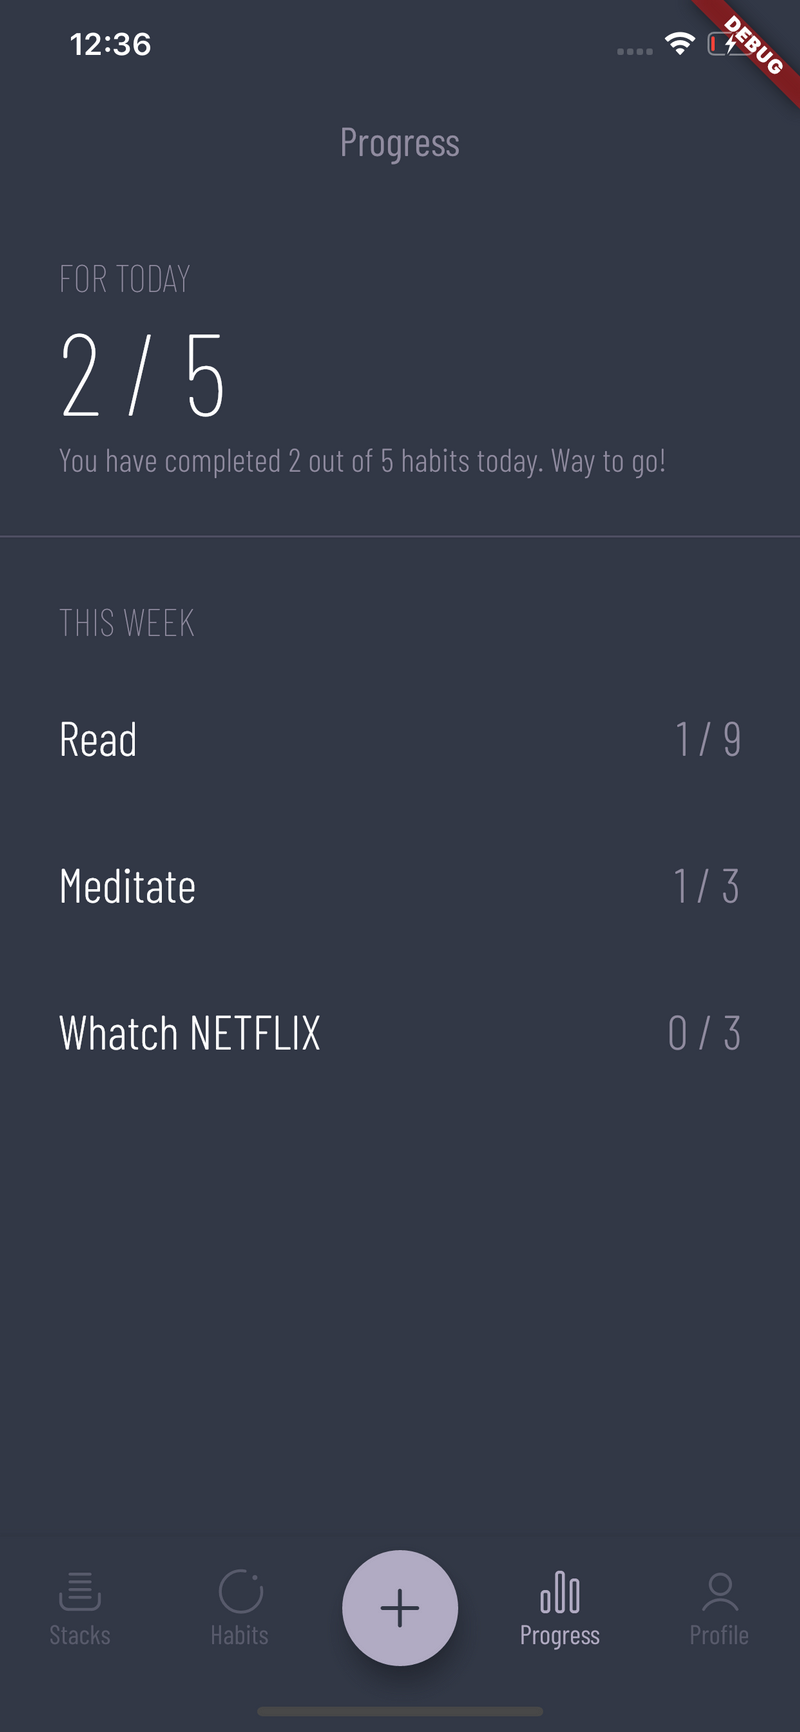 12:36
DEBUG
Progress
FOR TODAY
2 / 5
You have completed 2 out of 5 habits today. Way to go!
THIS WEEK
Read 1 / 9
Meditate 1 / 3
Whatch NETFLIX 0 / 3
Stacks Habits Progress Profile